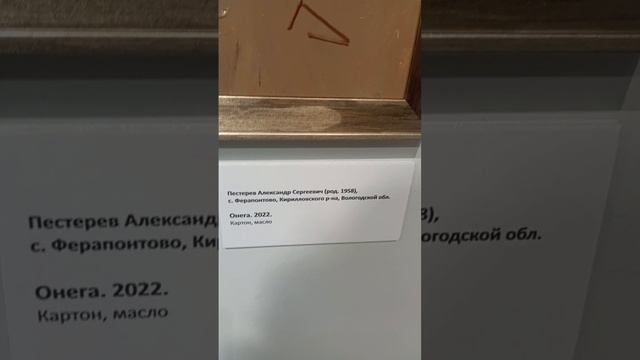 Пестерев Александр Сергеевич (род. 1958),
с. Ферапонтово, Кирилловского р-на, Вологодской обл.
Онега. 2022.
Картон, масло